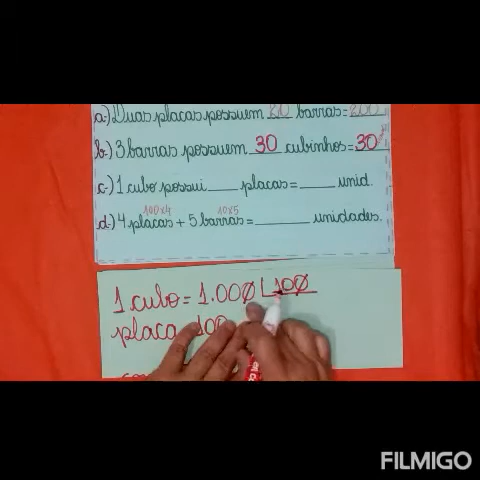 a.) Duas placas possuem 20 barras = 200
b.) 3 barras possuem 30 cubinhos = 30
c.) 1 cubo possui ___ placas = ___ unid.
100x4 10x5
d.) 4 placas + 5 barras = ___ unidades.
1 cubo = 1.000 100
placa 100
FILMIGO